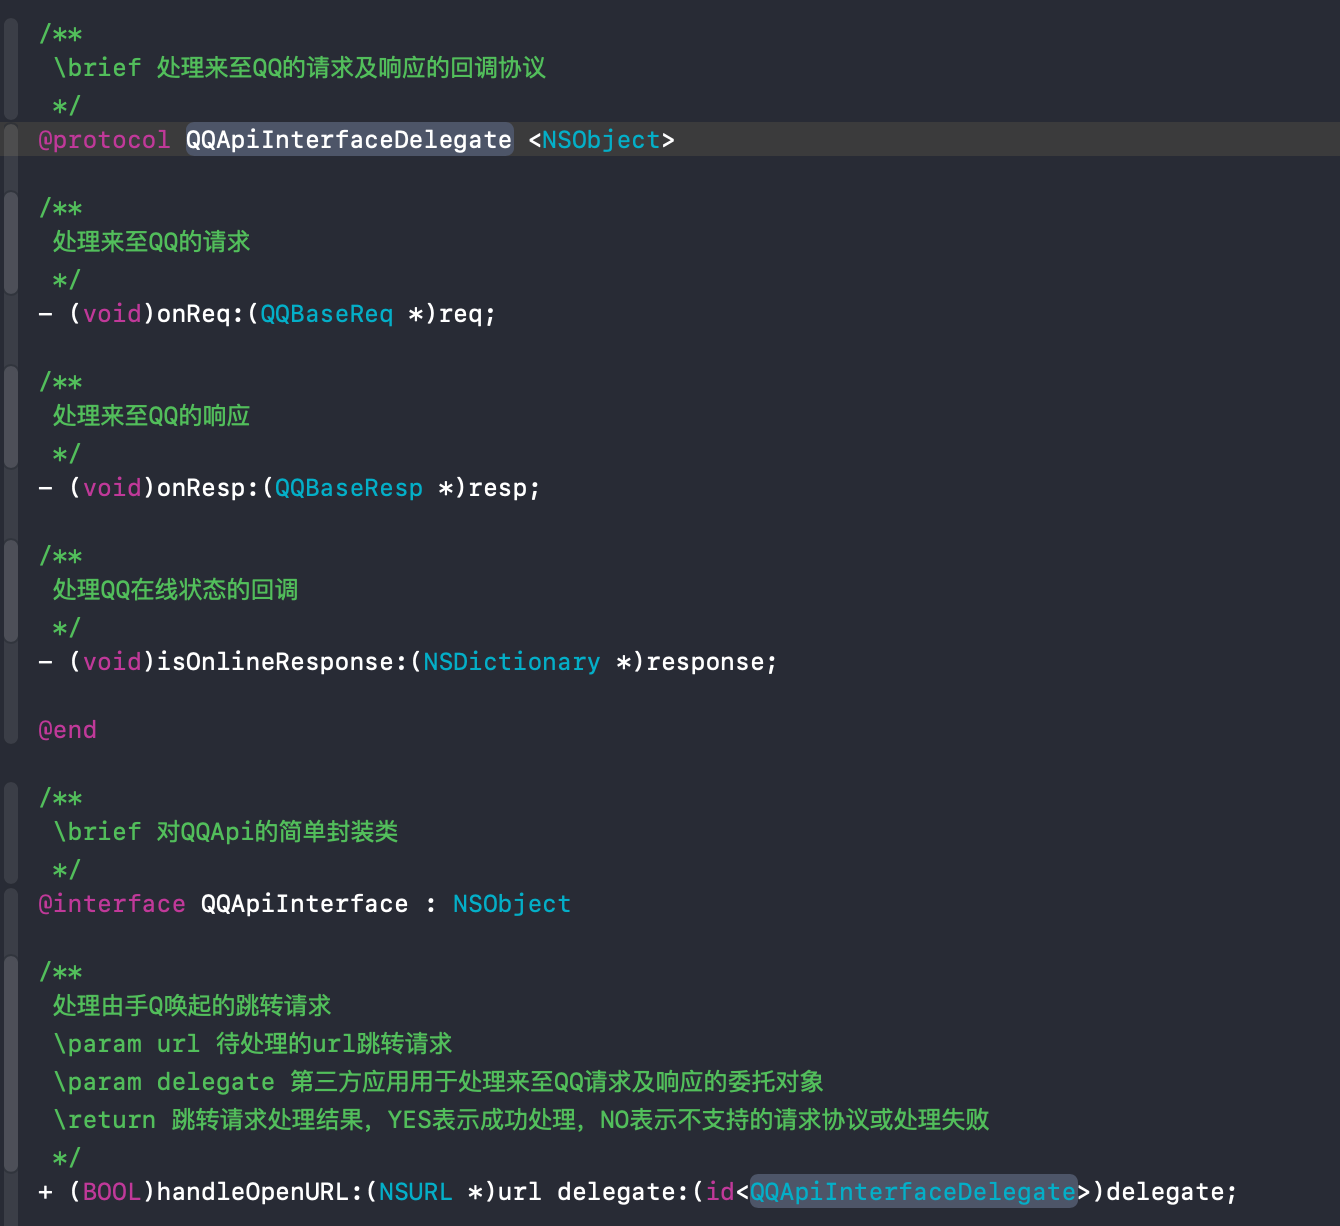 /**
\brief 处理来至QQ的请求及响应的回调协议
*/
@protocol QQApiInterfaceDelegate <NSObject>
/**
处理来至QQ的请求
*/
- (void)onReq:(QQBaseReq *)req;
/**
处理来至QQ的响应
*/
- (void)onResp:(QQBaseResp *)resp;
/**
处理QQ在线状态的回调
*/
- (void)isOnlineResponse:(NSDictionary *)response;
@end
/**
\brief 对QQApi的简单封装类
*/
@interface QQApiInterface : NSObject
/**
处理由手Q唤起的跳转请求
\param url 待处理的url跳转请求
\param delegate 第三方应用用于处理来至QQ请求及响应的委托对象
\return 跳转请求处理结果，YES表示成功处理，NO表示不支持的请求协议或处理失败
*/
+ (BOOL)handleOpenURL:(NSURL *)url delegate:(id<QQApiInterfaceDelegate>)delegate;